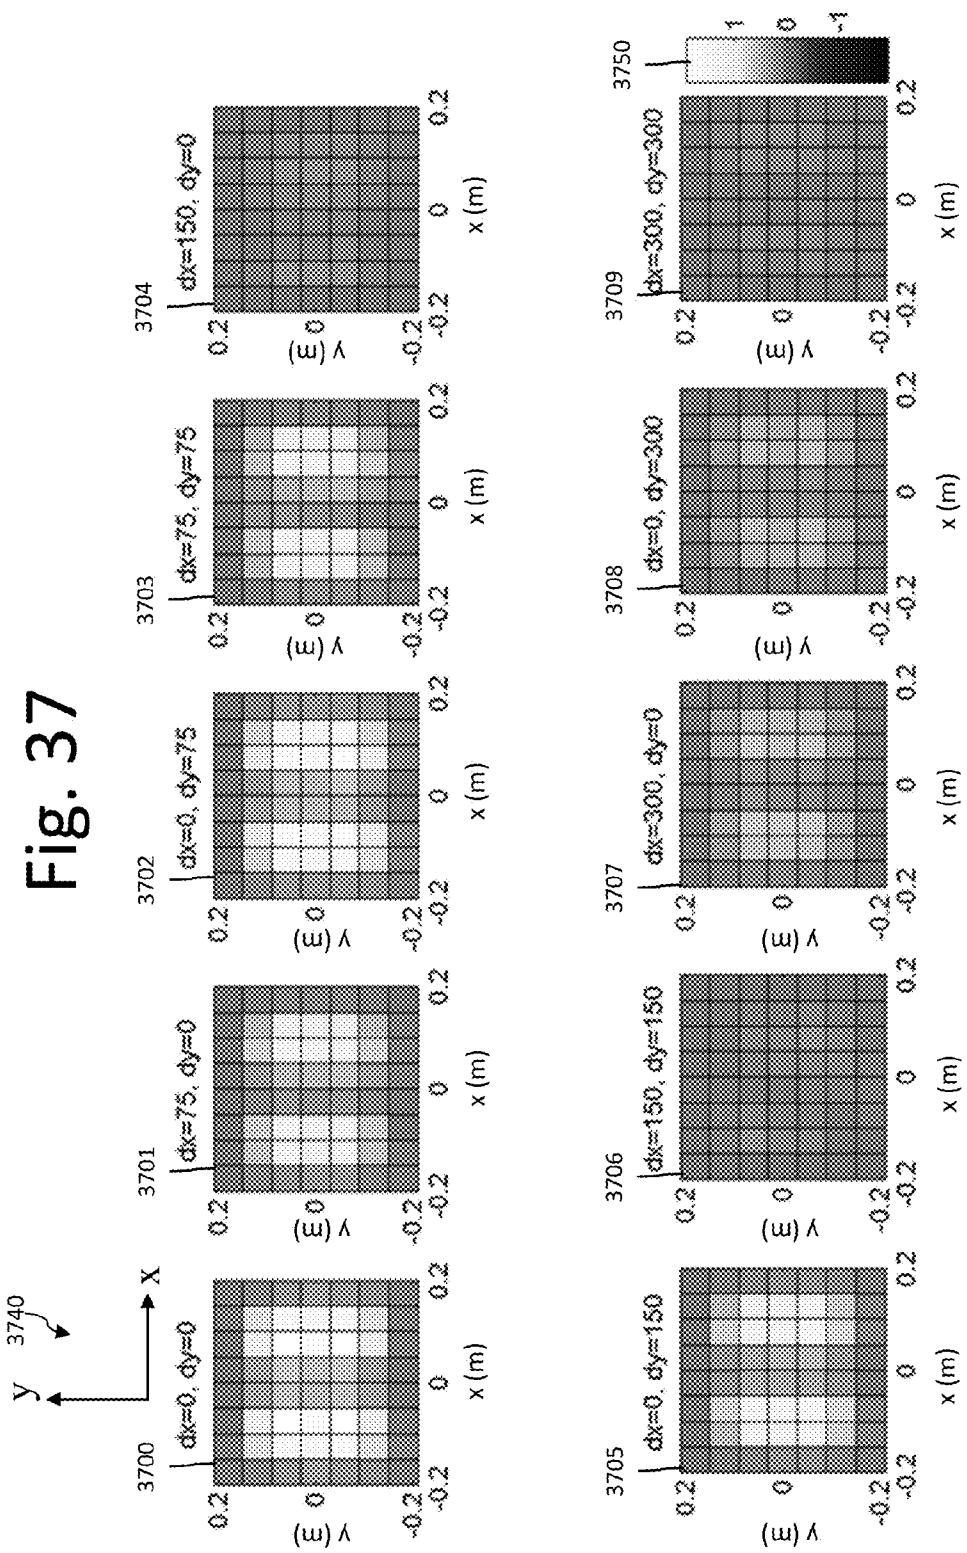 Fig. 37
3740
y
x
3700
dx=0, dy=0
0.2
0
-0.2
y (m)
-0.2
0
0.2
x (m)
3701
dx=75, dy=0
0.2
0
-0.2
y (m)
-0.2
0
0.2
x (m)
3702
dx=0, dy=75
0.2
0
-0.2
y (m)
-0.2
0
0.2
x (m)
3703
dx=75, dy=75
0.2
0
-0.2
y (m)
-0.2
0
0.2
x (m)
3704
dx=150, dy=0
0.2
0
-0.2
y (m)
-0.2
0
0.2
x (m)
3705
dx=0, dy=150
0.2
0
-0.2
y (m)
-0.2
0
0.2
x (m)
3706
dx=150, dy=150
0.2
0
-0.2
y (m)
-0.2
0
0.2
x (m)
3707
dx=300, dy=0
0.2
0
-0.2
y (m)
-0.2
0
0.2
x (m)
3708
dx=0, dy=300
0.2
0
-0.2
y (m)
-0.2
0
0.2
x (m)
3709
dx=300, dy=300
0.2
0
-0.2
y (m)
-0.2
0
0.2
x (m)
3750
1
0
-1